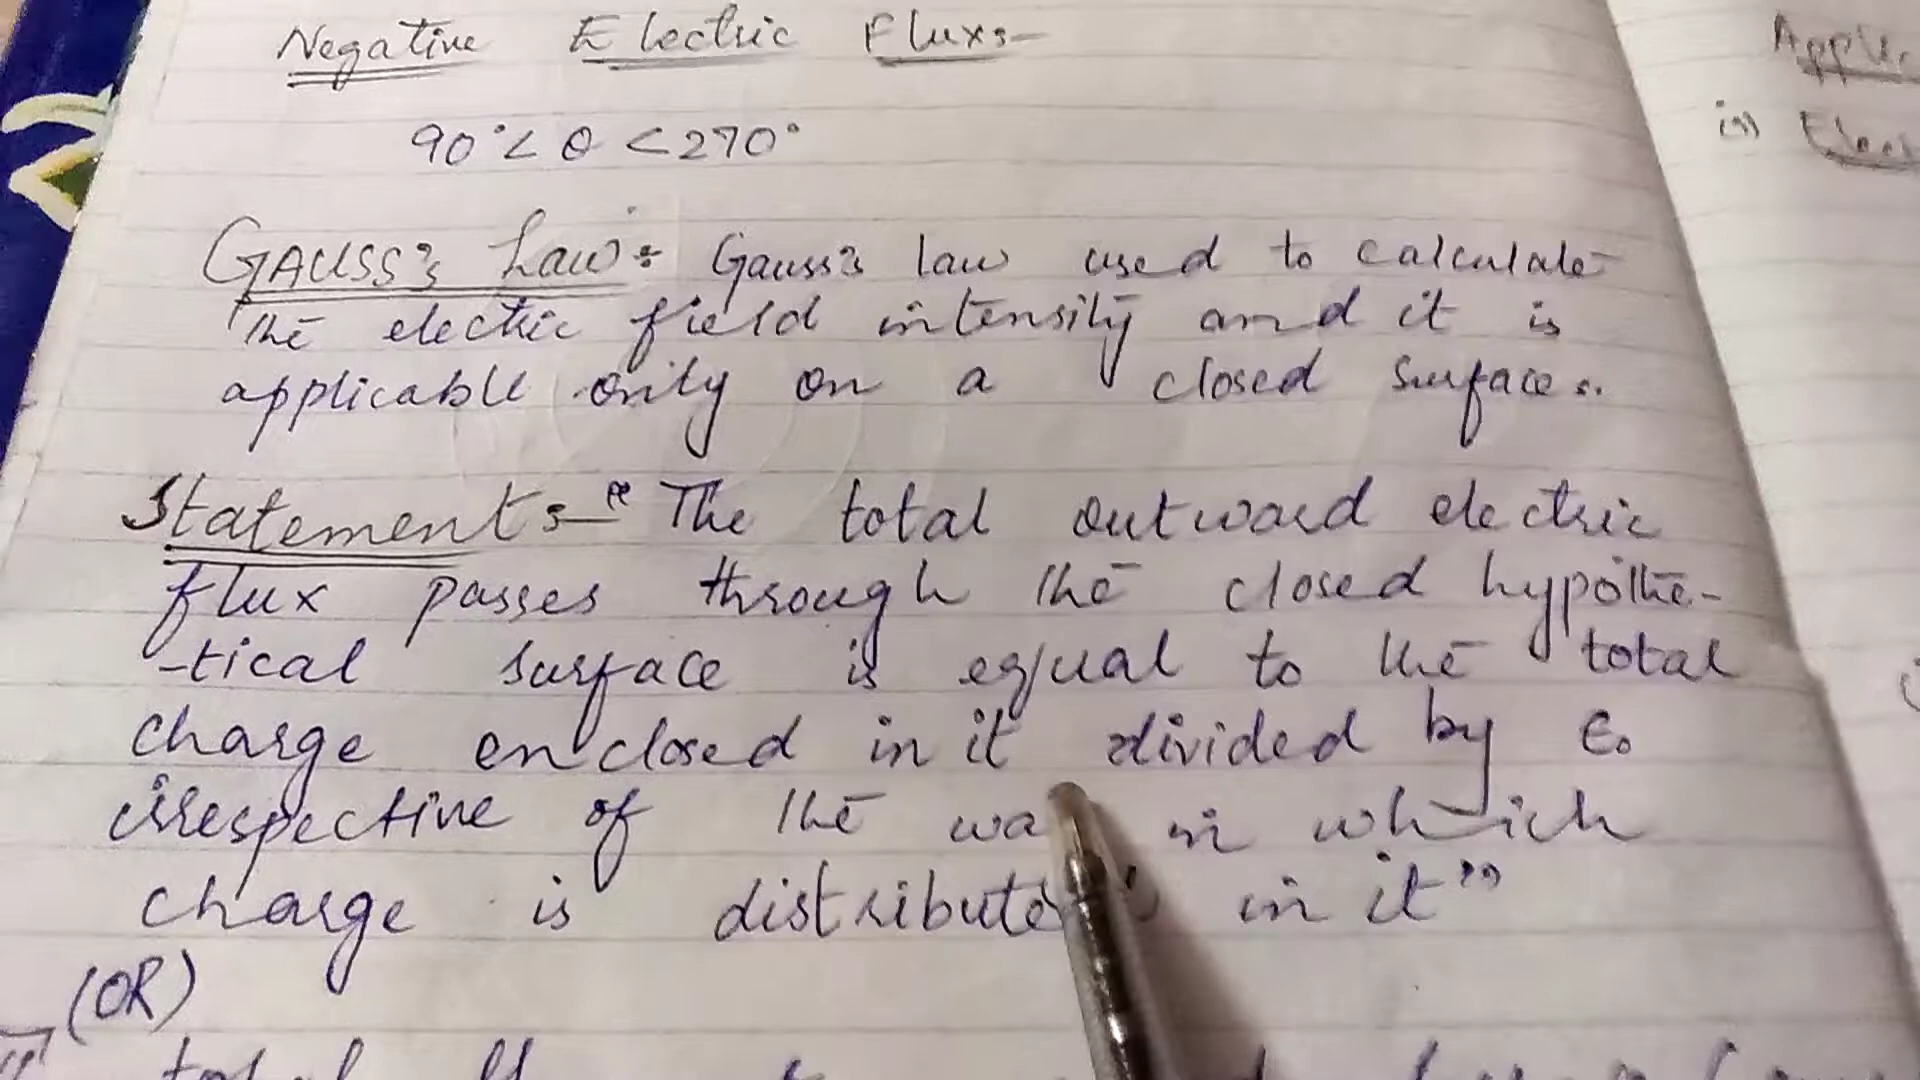 Negative Electric Flux:-
90° < θ < 270°
GAUSS's Law:- Gauss's law used to calculate
the electric field intensity and it is
applicable only on a closed surface.
Statement:- "The total outward electric
flux passes through the closed hypothe-
-tical surface is equal to the total
charge enclosed in it divided by ε₀
irrespective of the way in which
charge is distributed in it"
(OR)
total
Applic
(i) Elect